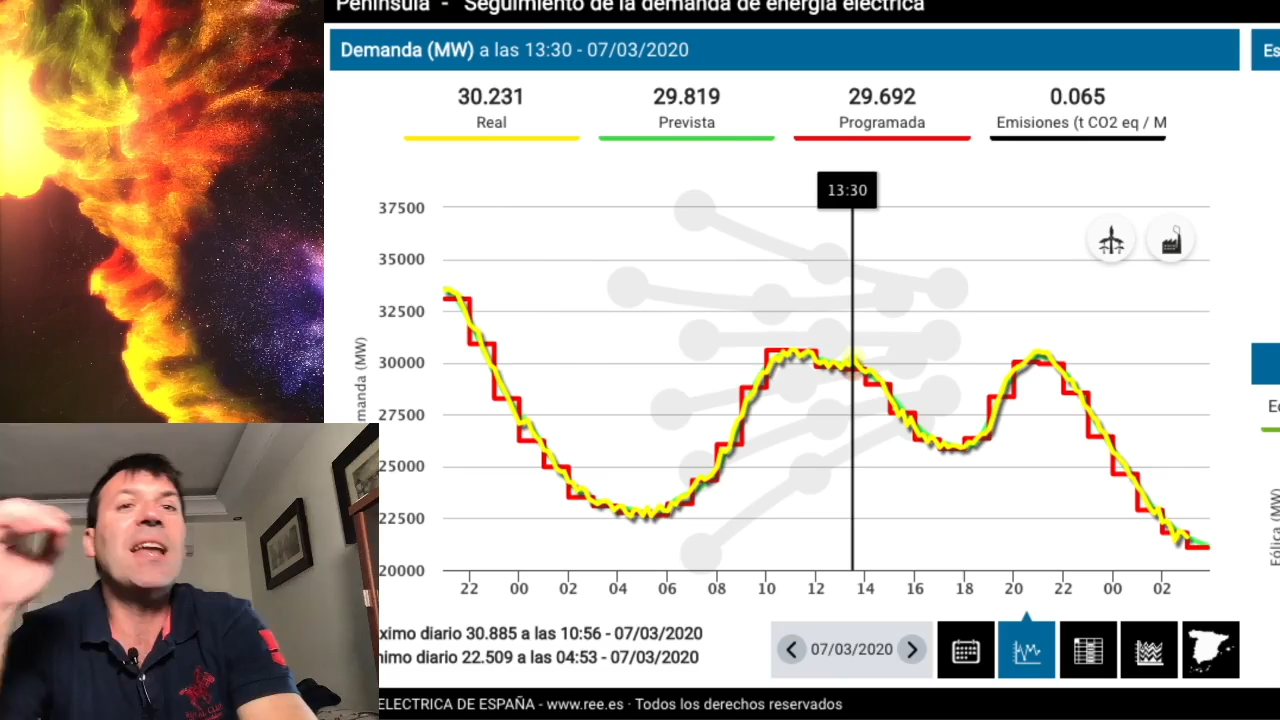 Península - Seguimiento de la demanda de energía eléctrica
Demanda (MW) a las 13:30 - 07/03/2020
Es
30.231
29.819
29.692
0.065
Real
Prevista
Programada
Emisiones (t CO2 eq / M
13:30
37500
35000
32500
30000
27500
25000
22500
20000
manda (MW)
22 00 02 04 06 08 10 12 14 16 18 20 22 00 02
Eólica (MW)
ximo diario 30.885 a las 10:56 - 07/03/2020
nimo diario 22.509 a las 04:53 - 07/03/2020
07/03/2020
ELECTRICA DE ESPAÑA - www.ree.es · Todos los derechos reservados